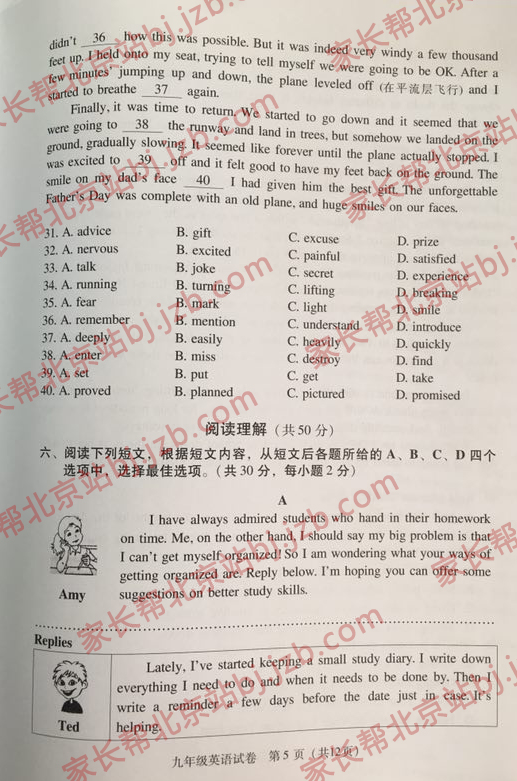 didn't 36 how this was possible. But it was indeed very windy a few thousand
feet up. I held onto my seat, trying to tell myself we were going to be OK. After a
few minutes' jumping up and down, the plane leveled off (在平流层飞行) and I
started to breathe 37 again.
Finally, it was time to return. We started to go down and it seemed that we
were going to 38 the runway and land in trees, but somehow we landed on the
ground, gradually slowing. It seemed like forever until the plane actually stopped. I
was excited to 39 off and it felt good to have my feet back on the ground. The
smile on my dad's face 40 I had given him the best gift. The unforgettable
Father's Day was complete with an old plane, and huge smiles on our faces.
31. A. advice B. gift C. excuse D. prize
32. A. nervous B. excited C. painful D. satisfied
33. A. talk B. joke C. secret D. experience
34. A. running B. turning C. lifting D. breaking
35. A. fear B. mark C. light D. smile
36. A. remember B. mention C. understand D. introduce
37. A. deeply B. easily C. heavily D. quickly
38. A. enter B. miss C. destroy D. find
39. A. set B. put C. get D. take
40. A. proved B. planned C. pictured D. promised
阅读理解 (共50分)
六、阅读下列短文，根据短文内容，从短文后各题所给的 A、B、C、D 四个
选项中，选择最佳选项。(共30分，每小题2分)
A
I have always admired students who hand in their homework
on time. Me, on the other hand, I should say my big problem is that
I can't get myself organized! So I am wondering what your ways of
getting organized are. Reply below. I'm hoping you can offer some
suggestions on better study skills.
Amy
Replies
Lately, I've started keeping a small study diary. I write down
everything I need to do and when it needs to be done by. Then I
write a reminder a few days before the date just in case. It's
helping.
Ted
九年级英语试卷 第5页 (共12页)
家长帮北京站bj.jzb.com